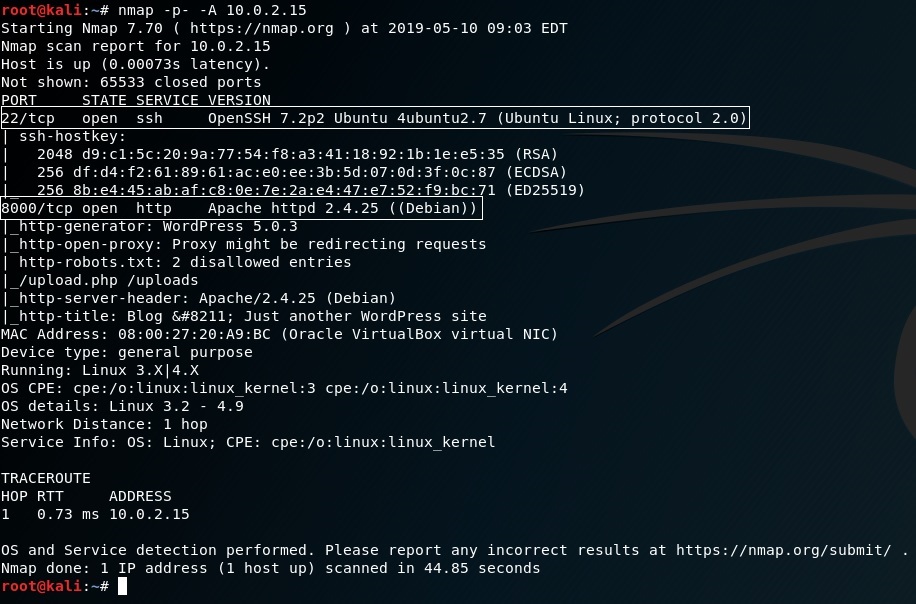 root@kali:~# nmap -p- -A 10.0.2.15
Starting Nmap 7.70 ( https://nmap.org ) at 2019-05-10 09:03 EDT
Nmap scan report for 10.0.2.15
Host is up (0.00073s latency).
Not shown: 65533 closed ports
PORT     STATE SERVICE VERSION
22/tcp   open  ssh     OpenSSH 7.2p2 Ubuntu 4ubuntu2.7 (Ubuntu Linux; protocol 2.0)
| ssh-hostkey:
|   2048 d9:c1:5c:20:9a:77:54:f8:a3:41:18:92:1b:1e:e5:35 (RSA)
|   256 df:d4:f2:61:89:61:ac:e0:ee:3b:5d:07:0d:3f:0c:87 (ECDSA)
|_  256 8b:e4:45:ab:af:c8:0e:7e:2a:e4:47:e7:52:f9:bc:71 (ED25519)
8000/tcp open  http    Apache httpd 2.4.25 ((Debian))
|_http-generator: WordPress 5.0.3
|_http-open-proxy: Proxy might be redirecting requests
| http-robots.txt: 2 disallowed entries
|_/upload.php /uploads
|_http-server-header: Apache/2.4.25 (Debian)
|_http-title: Blog &#8211; Just another WordPress site
MAC Address: 08:00:27:20:A9:BC (Oracle VirtualBox virtual NIC)
Device type: general purpose
Running: Linux 3.X|4.X
OS CPE: cpe:/o:linux:linux_kernel:3 cpe:/o:linux:linux_kernel:4
OS details: Linux 3.2 - 4.9
Network Distance: 1 hop
Service Info: OS: Linux; CPE: cpe:/o:linux:linux_kernel
TRACEROUTE
HOP RTT     ADDRESS
1   0.73 ms 10.0.2.15
OS and Service detection performed. Please report any incorrect results at https://nmap.org/submit/ .
Nmap done: 1 IP address (1 host up) scanned in 44.85 seconds
root@kali:~#